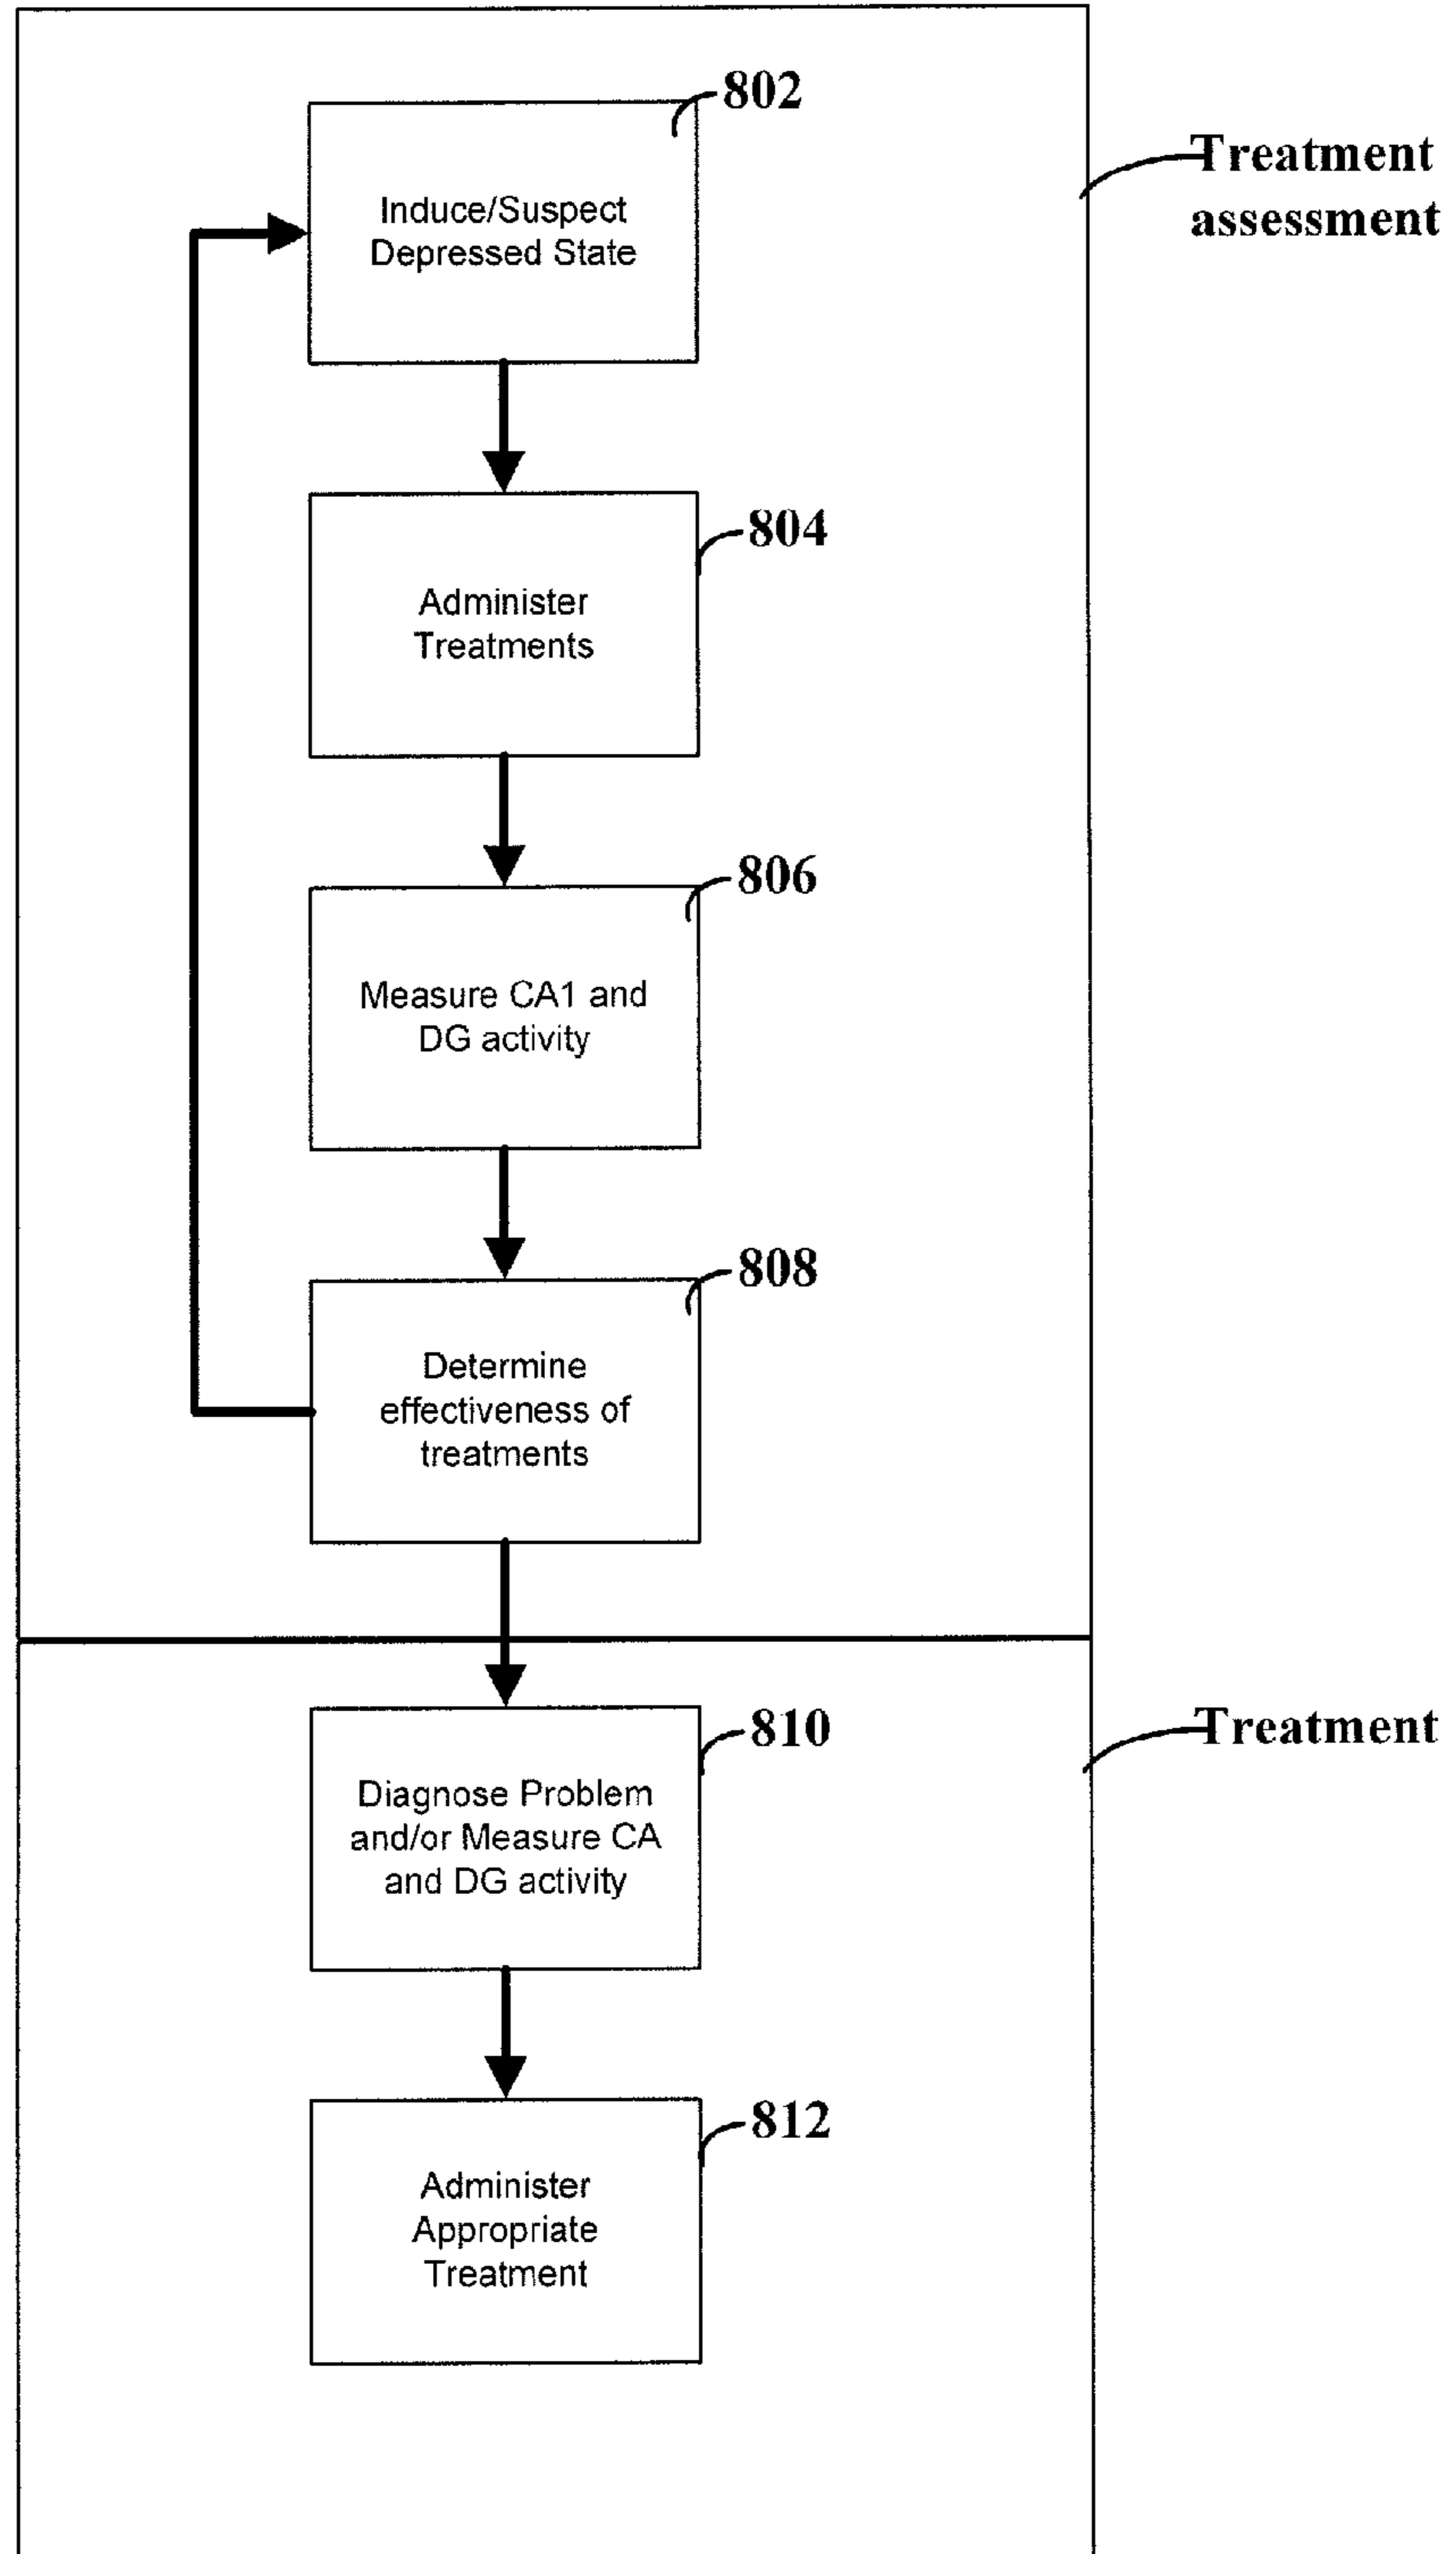 802
Induce/Suspect
Depressed State
Treatment
assessment
804
Administer
Treatments
806
Measure CA1 and
DG activity
808
Determine
effectiveness of
treatments
810
Treatment
Diagnose Problem
and/or Measure CA
and DG activity
812
Administer
Appropriate
Treatment